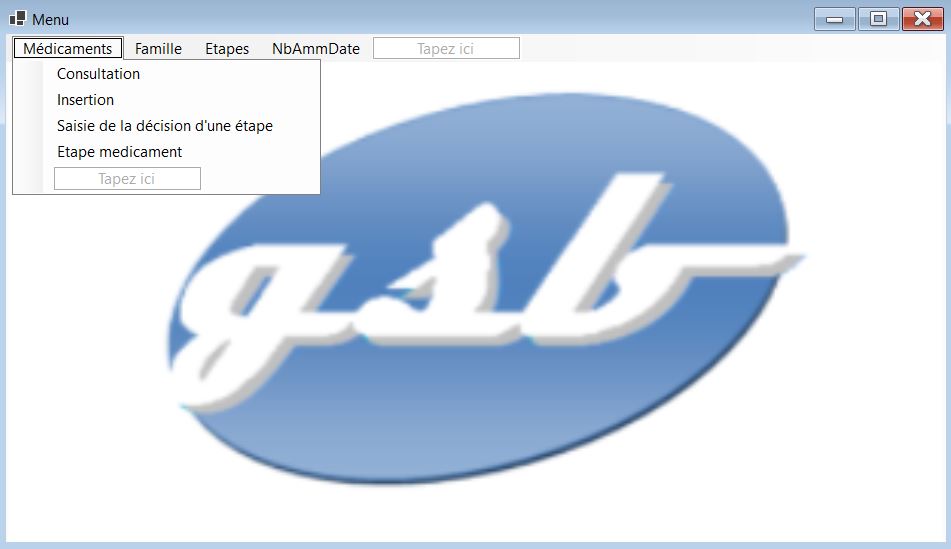 Menu
Médicaments Famille Etapes NbAmmDate Tapez ici
Consultation
Insertion
Saisie de la décision d'une étape
Etape medicament
Tapez ici
gsb